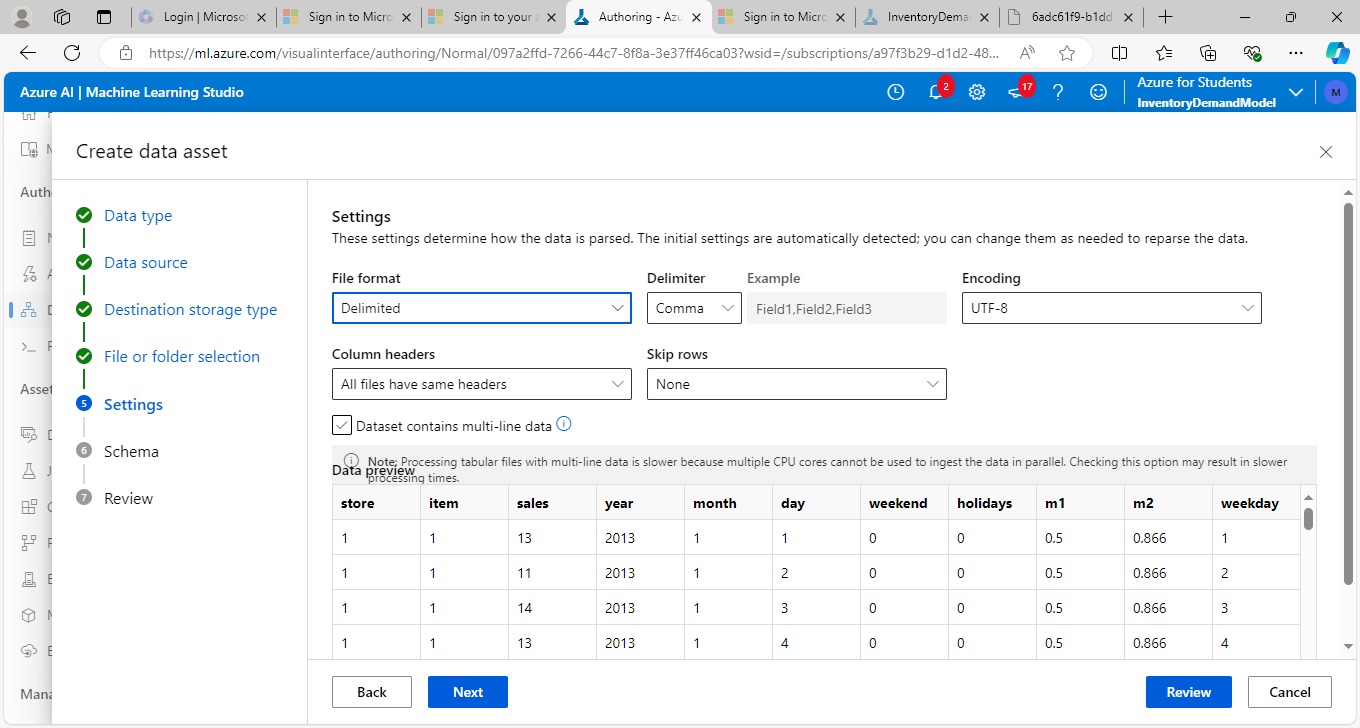 Login | Microsof
Sign in to Micro
Sign in to your a
Authoring - Azu
Sign in to Micro
InventoryDeman
6adc61f9-b1dd
https://ml.azure.com/visualinterface/authoring/Normal/097a2ffd-7266-44c7-8f8a-3e37ff46ca03?wsid=/subscriptions/a97f3b29-d1d2-48...
Azure AI | Machine Learning Studio
2
17
Azure for Students
InventoryDemandModel
M
Create data asset
Auth
Asset
Mana
Data type
Data source
Destination storage type
File or folder selection
5 Settings
6 Schema
7 Review
Settings
These settings determine how the data is parsed. The initial settings are automatically detected; you can change them as needed to reparse the data.
File format Delimiter Example Encoding
Delimited Comma Field1,Field2,Field3 UTF-8
Column headers Skip rows
All files have same headers None
Dataset contains multi-line data
Note: Processing tabular files with multi-line data is slower because multiple CPU cores cannot be used to ingest the data in parallel. Checking this option may result in slower
processing times.
Data preview
store item sales year month day weekend holidays m1 m2 weekday
1 1 13 2013 1 1 0 0 0.5 0.866 1
1 1 11 2013 1 2 0 0 0.5 0.866 2
1 1 14 2013 1 3 0 0 0.5 0.866 3
1 1 13 2013 1 4 0 0 0.5 0.866 4
Back Next Review Cancel